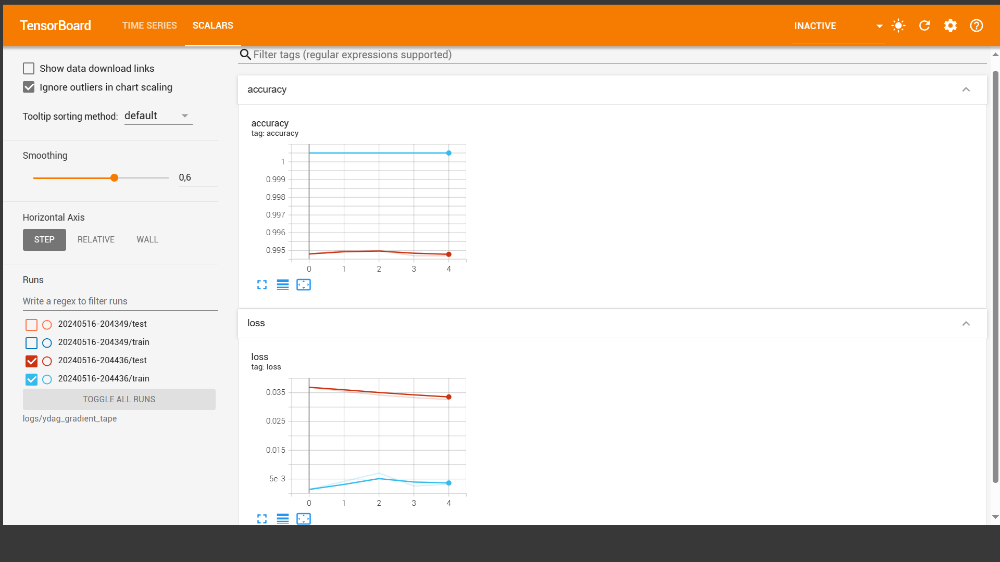 TensorBoard TIME SERIES SCALARS INACTIVE
Show data download links
Ignore outliers in chart scaling
Tooltip sorting method: default
Smoothing
0,6
Horizontal Axis
STEP RELATIVE WALL
Runs
Write a regex to filter runs
20240516-204349/test
20240516-204349/train
20240516-204436/test
20240516-204436/train
TOGGLE ALL RUNS
logs/ydag_gradient_tape
Filter tags (regular expressions supported)
accuracy
accuracy
tag: accuracy
1
0.999
0.998
0.997
0.996
0.995
0 1 2 3 4
loss
loss
tag: loss
0.035
0.025
0.015
5e-3
0 1 2 3 4